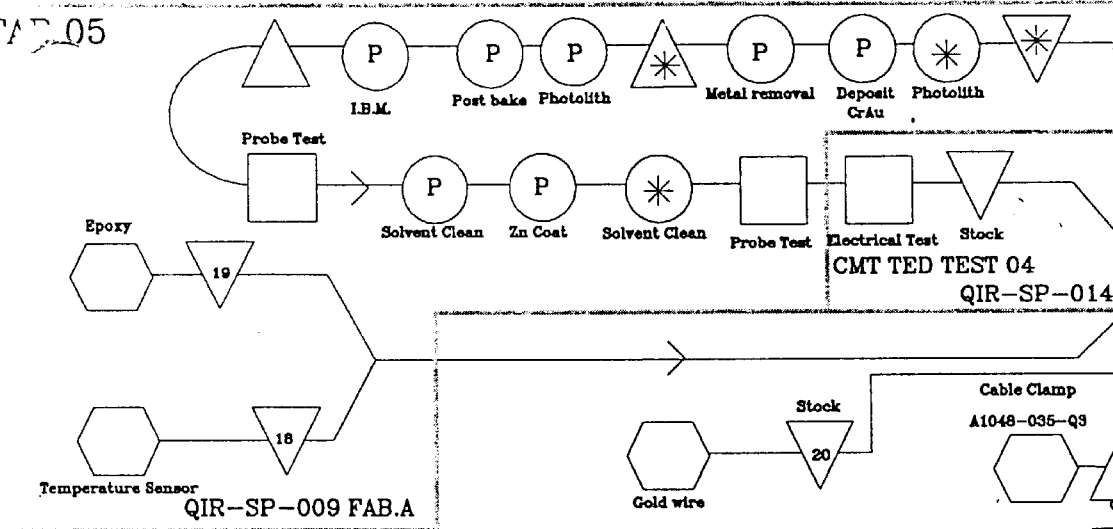 05
P
P
P
P
P
I.B.M.
Post bake
Photolith
Metal removal
Deposit
CrAu
Photolith
Probe Test
P
P
Solvent Clean
Zn Coat
Solvent Clean
Probe Test
Electrical Test
Stock
CMT TED TEST 04
QIR-SP-014
Epoxy
19
Temperature Sensor
18
QIR-SP-009 FAB.A
Gold wire
Stock
20
Cable Clamp
A1048-035-Q3